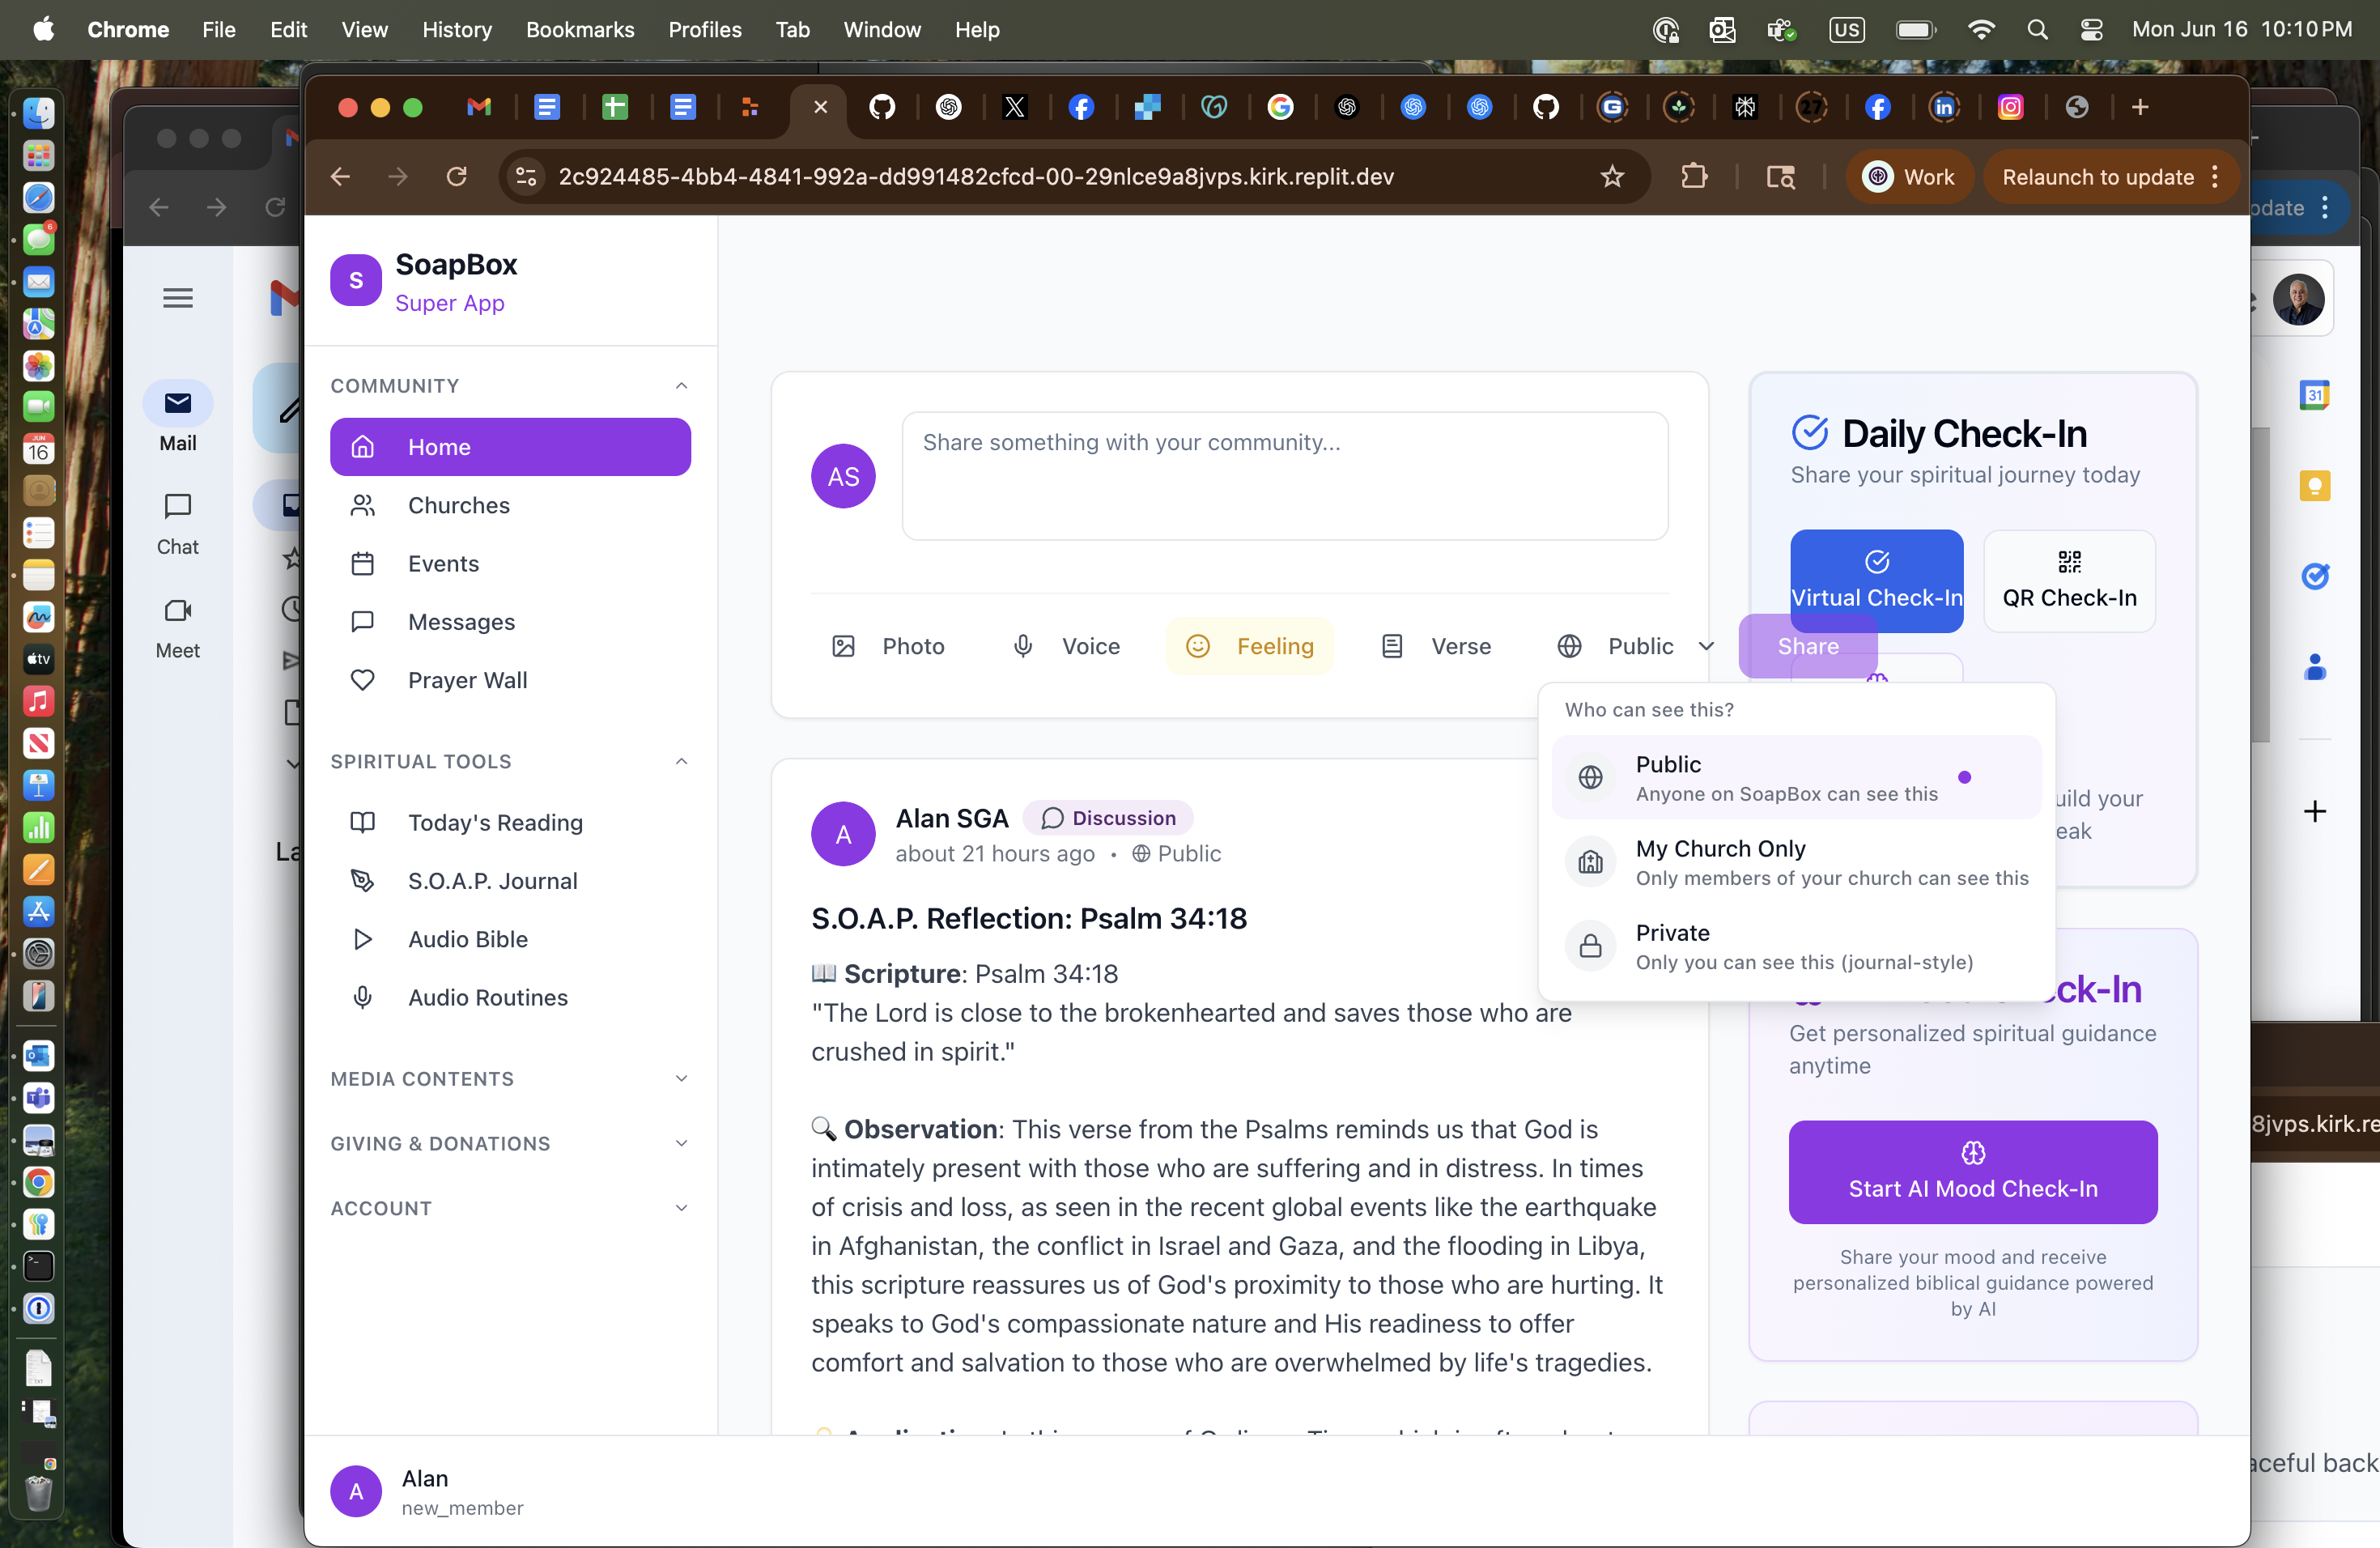 Chrome File Edit View History Bookmarks Profiles Tab Window Help
US
Mon Jun 16 10:10 PM
2c924485-4bb4-4841-992a-dd991482cfcd-00-29nlce9a8jvps.kirk.replit.dev
Work
Relaunch to update
Mail
Chat
Meet
S
SoapBox
Super App
COMMUNITY
Home
Churches
Events
Messages
Prayer Wall
SPIRITUAL TOOLS
Today's Reading
S.O.A.P. Journal
Audio Bible
Audio Routines
MEDIA CONTENTS
GIVING & DONATIONS
ACCOUNT
A
Alan
new_member
AS
Share something with your community...
Photo
Voice
Feeling
Verse
Public
Share
Who can see this?
Public
Anyone on SoapBox can see this
My Church Only
Only members of your church can see this
Private
Only you can see this (journal-style)
A
Alan SGA
Discussion
about 21 hours ago • Public
S.O.A.P. Reflection: Psalm 34:18
📖 Scripture: Psalm 34:18
"The Lord is close to the brokenhearted and saves those who are
crushed in spirit."
🔍 Observation: This verse from the Psalms reminds us that God is
intimately present with those who are suffering and in distress. In times
of crisis and loss, as seen in the recent global events like the earthquake
in Afghanistan, the conflict in Israel and Gaza, and the flooding in Libya,
this scripture reassures us of God's proximity to those who are hurting. It
speaks to God's compassionate nature and His readiness to offer
comfort and salvation to those who are overwhelmed by life's tragedies.
Daily Check-In
Share your spiritual journey today
Virtual Check-In
QR Check-In
uild your
eak
ck-In
Get personalized spiritual guidance
anytime
Start AI Mood Check-In
Share your mood and receive
personalized biblical guidance powered
by AI
pdate
8jvps.kirk.re
aceful back
JUN
16
tv
31
27
6
La